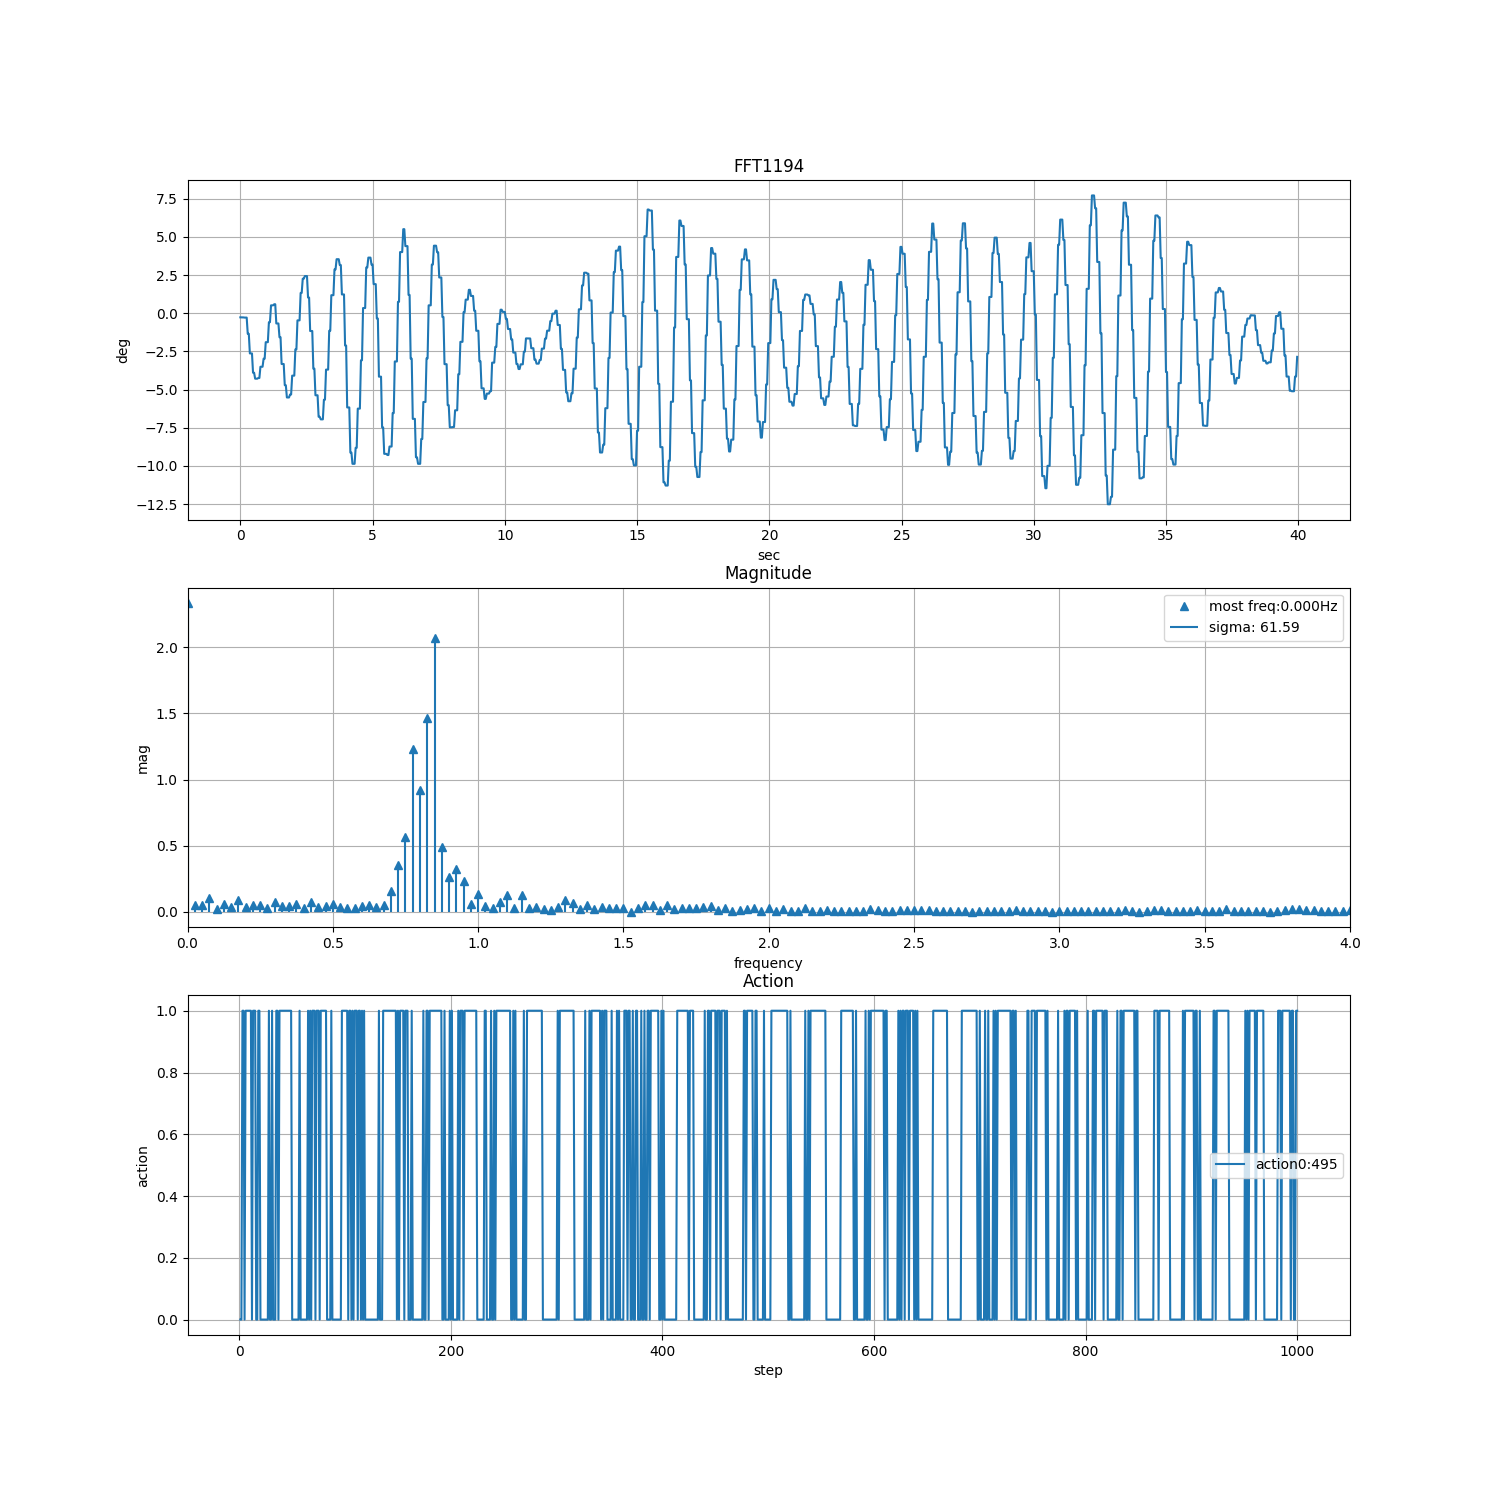 FFT1194
7.5
5.0
2.5
0.0
−2.5
−5.0
−7.5
−10.0
−12.5
deg
0 5 10 15 20 25 30 35 40
sec
Magnitude
most freq:0.000Hz
sigma: 61.59
2.0
1.5
1.0
0.5
0.0
mag
0.0 0.5 1.0 1.5 2.0 2.5 3.0 3.5 4.0
frequency
Action
1.0
0.8
0.6
0.4
0.2
0.0
action
action0:495
0 200 400 600 800 1000
step